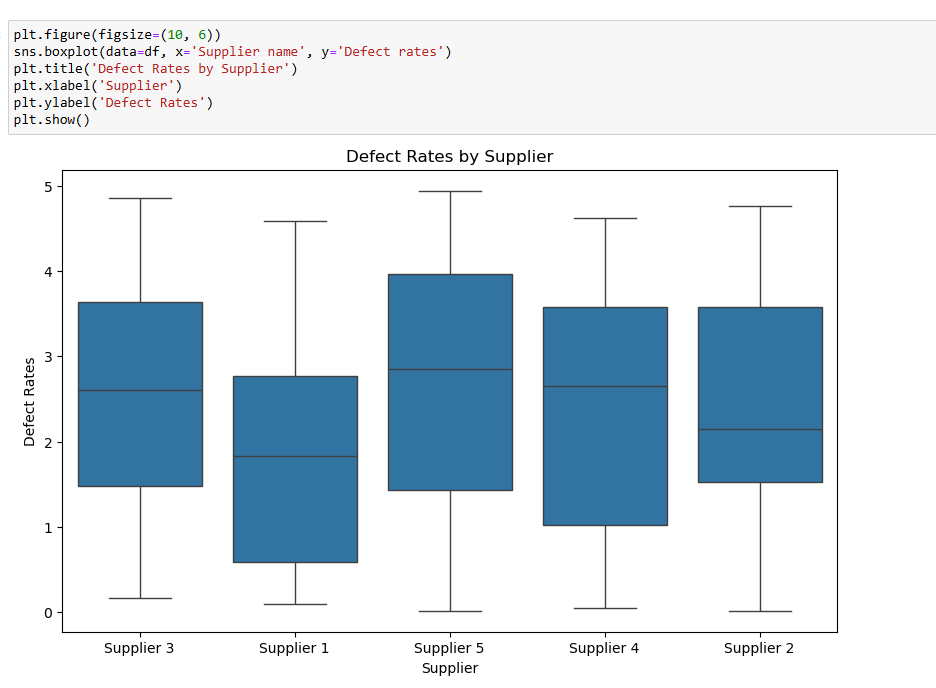 plt.figure(figsize=(10, 6))
sns.boxplot(data=df, x='Supplier name', y='Defect rates')
plt.title('Defect Rates by Supplier')
plt.xlabel('Supplier')
plt.ylabel('Defect Rates')
plt.show()
Defect Rates by Supplier
5
4
3
2
1
0
Defect Rates
Supplier 3 Supplier 1 Supplier 5 Supplier 4 Supplier 2
Supplier